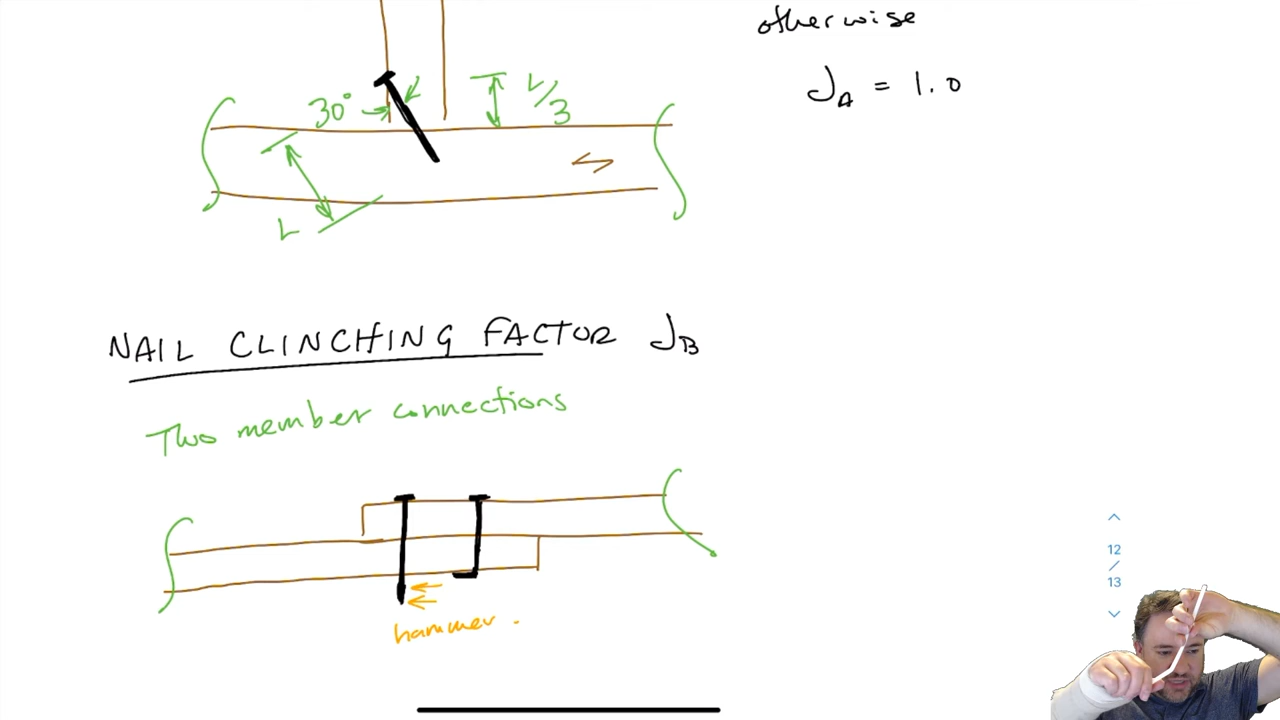 otherwise
J_A = 1.0
30°
L/3
L
NAIL CLINCHING FACTOR J_B
Two member connections
hammer.
12
/
13